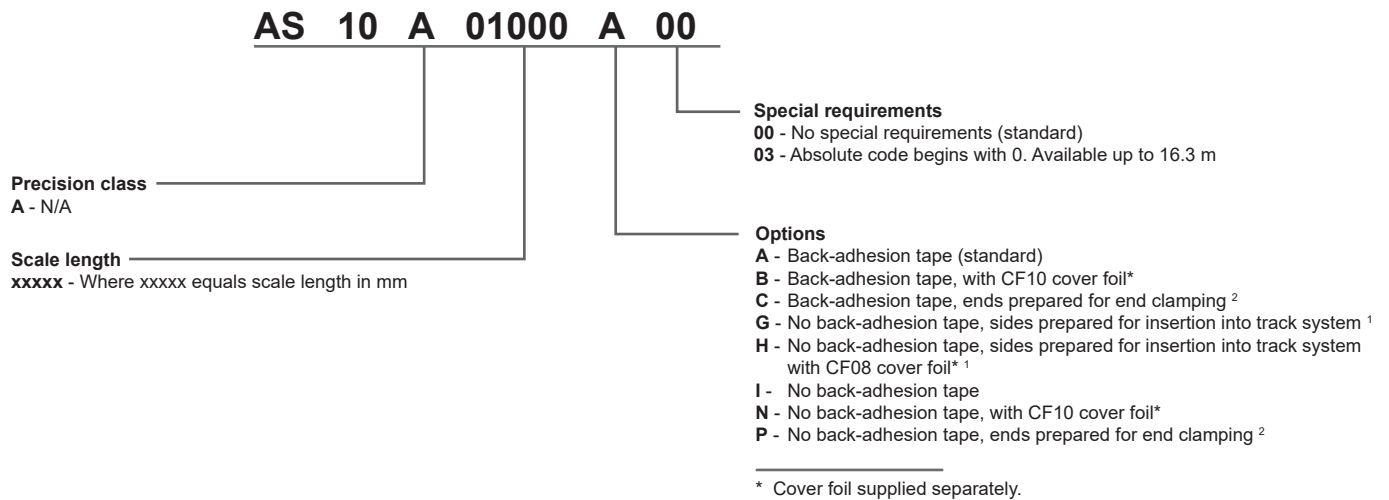 AS 10 A 01000 A 00
Special requirements
00 - No special requirements (standard)
03 - Absolute code begins with 0. Available up to 16.3 m
Precision class
A - N/A
Scale length
xxxxx - Where xxxxx equals scale length in mm
Options
A - Back-adhesion tape (standard)
B - Back-adhesion tape, with CF10 cover foil*
C - Back-adhesion tape, ends prepared for end clamping ²
G - No back-adhesion tape, sides prepared for insertion into track system ¹
H - No back-adhesion tape, sides prepared for insertion into track system
with CF08 cover foil* ¹
I - No back-adhesion tape
N - No back-adhesion tape, with CF10 cover foil*
P - No back-adhesion tape, ends prepared for end clamping ²
* Cover foil supplied separately.